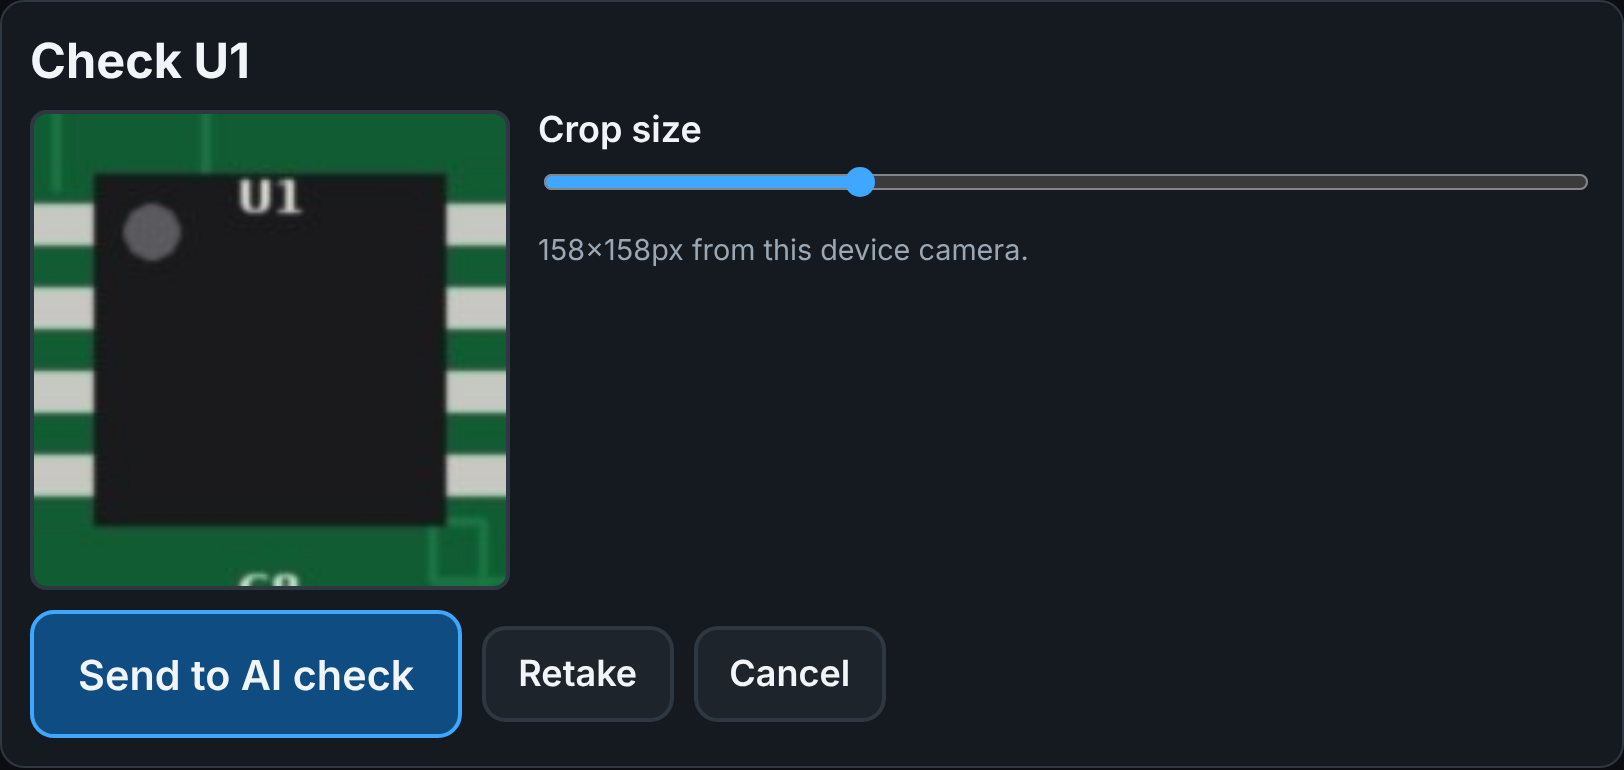 Check U1
U1
Crop size
158×158px from this device camera.
Send to AI check
Retake
Cancel